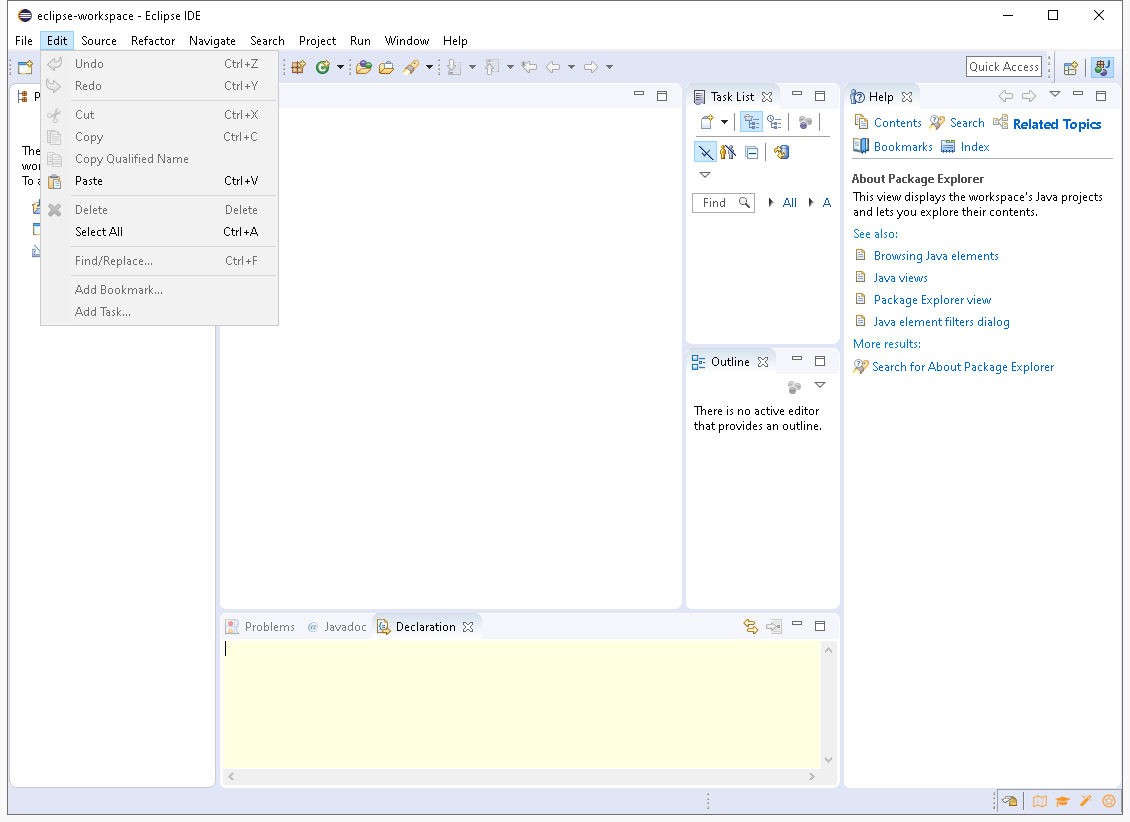 eclipse-workspace - Eclipse IDE
File Edit Source Refactor Navigate Search Project Run Window Help
Quick Access
Undo Ctrl+Z
Redo Ctrl+Y
Cut Ctrl+X
Copy Ctrl+C
Copy Qualified Name
Paste Ctrl+V
Delete Delete
Select All Ctrl+A
Find/Replace... Ctrl+F
Add Bookmark...
Add Task...
P
The
wor
To a
Task List
Find All A
Outline
There is no active editor
that provides an outline.
Help
Contents Search Related Topics
Bookmarks Index
About Package Explorer
This view displays the workspace's Java projects
and lets you explore their contents.
See also:
Browsing Java elements
Java views
Package Explorer view
Java element filters dialog
More results:
Search for About Package Explorer
Problems @ Javadoc Declaration